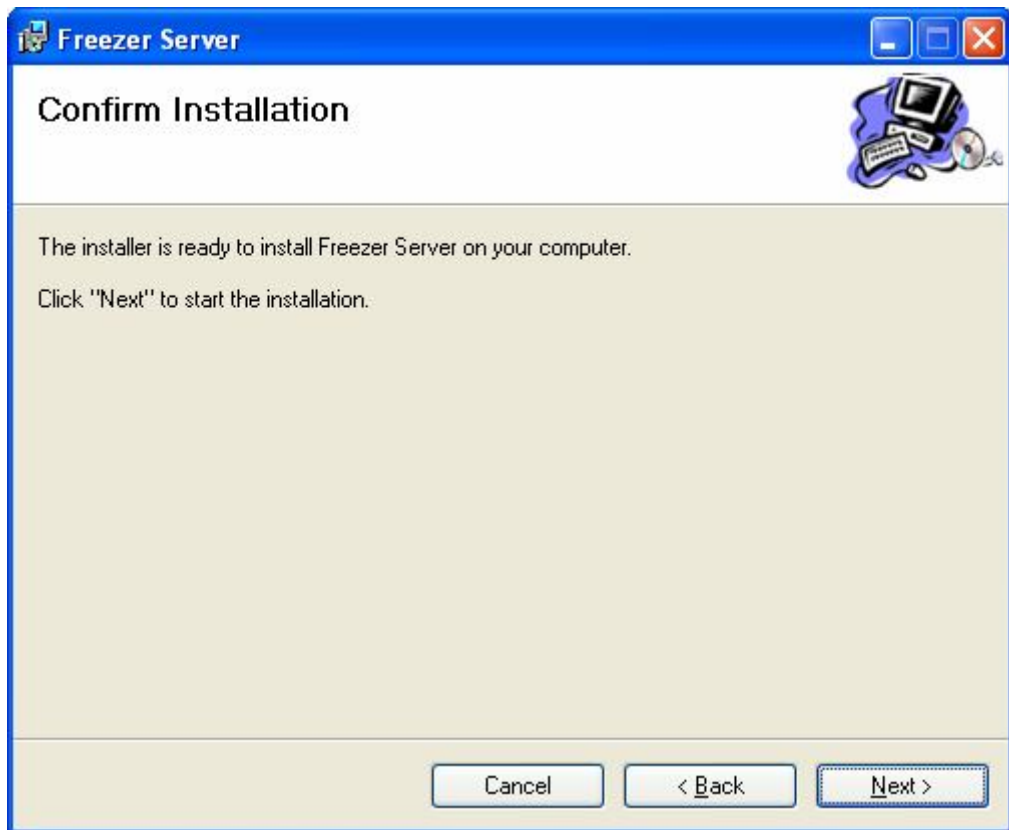 Freezer Server
Confirm Installation
The installer is ready to install Freezer Server on your computer.
Click "Next" to start the installation.
Cancel
< Back
Next >